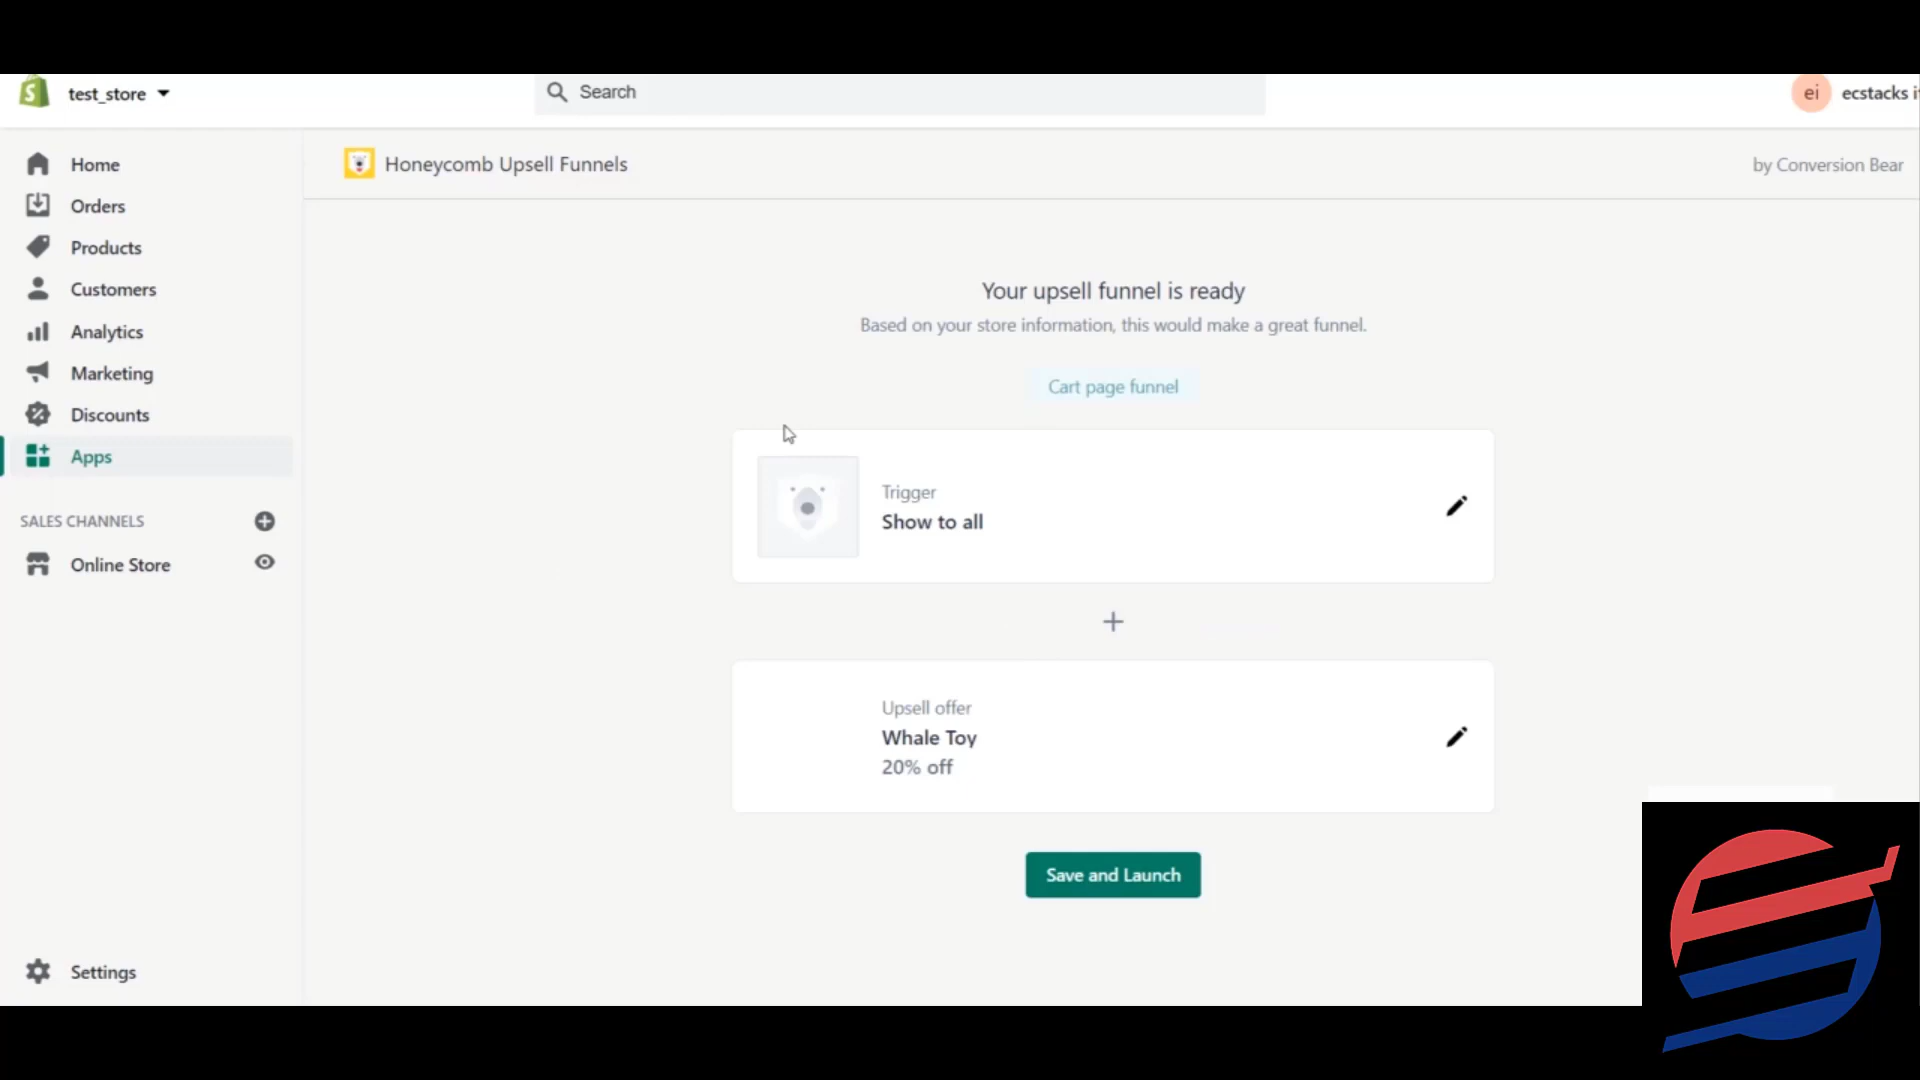 test_store
Search
ei
ecstacks
Home
Orders
Products
Customers
Analytics
Marketing
Discounts
Apps
SALES CHANNELS
Online Store
Settings
Honeycomb Upsell Funnels
by Conversion Bear
Your upsell funnel is ready
Based on your store information, this would make a great funnel.
Cart page funnel
Trigger
Show to all
+
Upsell offer
Whale Toy
20% off
Save and Launch